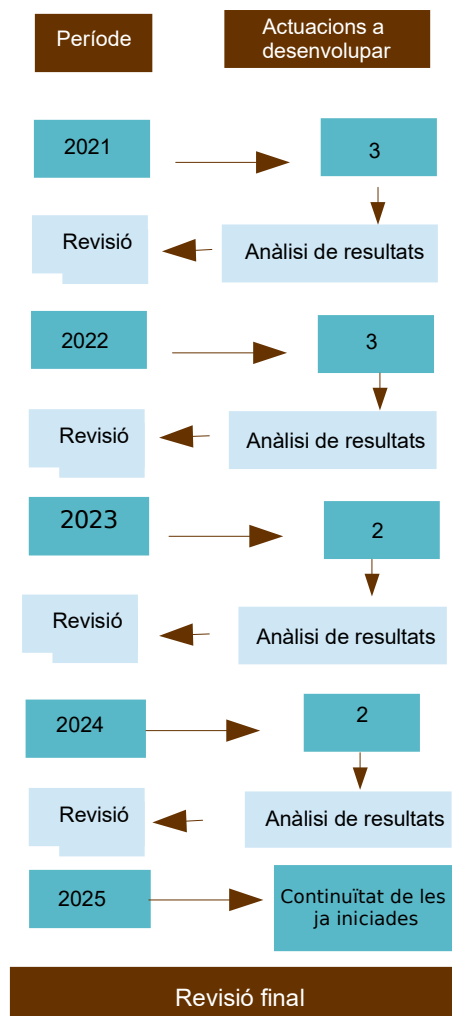 Període
Actuacions a
desenvolupar
2021
3
Revisió
Anàlisi de resultats
2022
3
Revisió
Anàlisi de resultats
2023
2
Revisió
Anàlisi de resultats
2024
2
Revisió
Anàlisi de resultats
2025
Continuïtat de les
ja iniciades
Revisió final